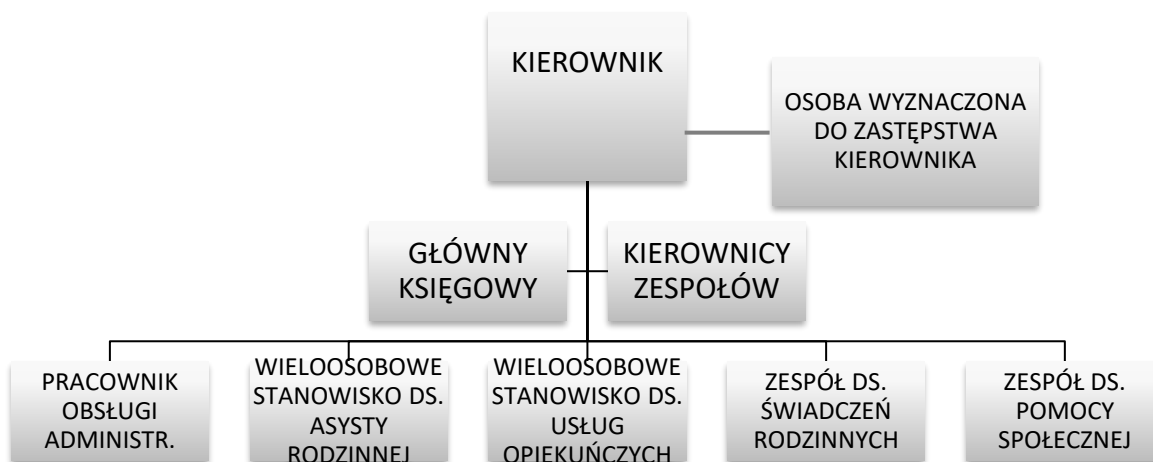 KIEROWNIK
OSOBA WYZNACZONA
DO ZASTĘPSTWA
KIEROWNIKA
GŁÓWNY
KSIĘGOWY
KIEROWNICY
ZESPOŁÓW
PRACOWNIK
OBSŁUGI
ADMINISTR.
WIELOOSOBOWE
STANOWISKO DS.
ASYSTY
RODZINNEJ
WIELOOSOBOWE
STANOWISKO DS.
USŁUG
OPIEKUŃCZYCH
ZESPÓŁ DS.
ŚWIADCZEŃ
RODZINNYCH
ZESPÓŁ DS.
POMOCY
SPOŁECZNEJ